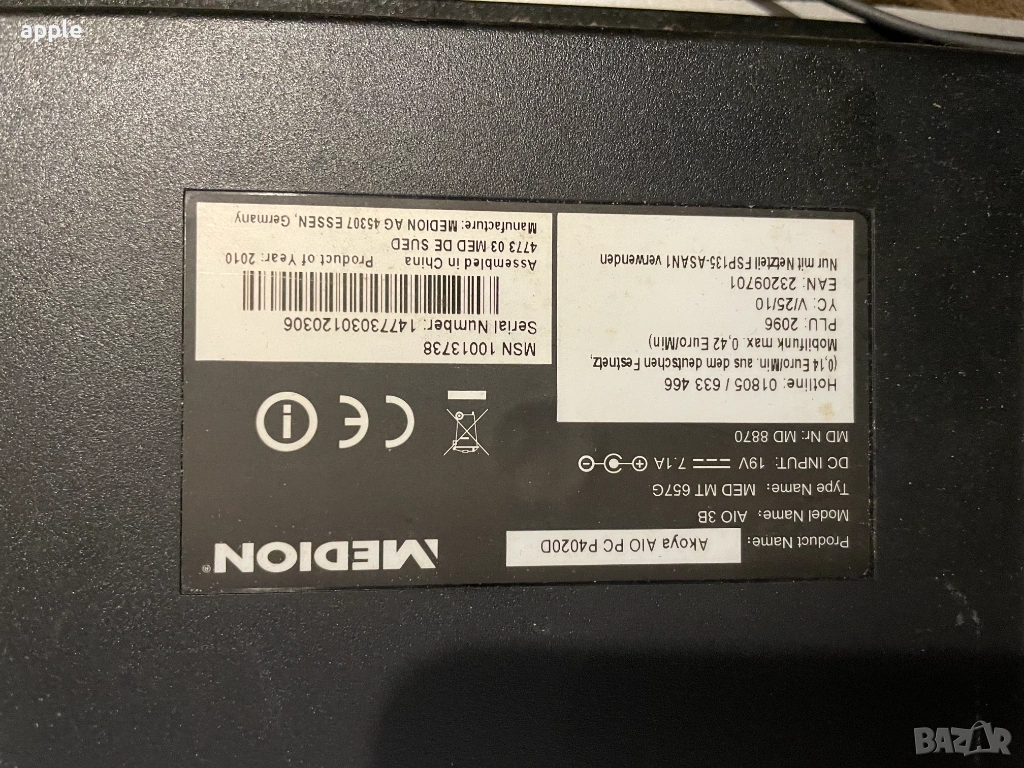 apple
Product Name: Akoya AIO PC P4020D
MEDION®
Model Name: AIO 3B
Type Name: MED MT 657G
DC INPUT: 19V 7.1A
MD Nr: MD 8870
CE
Hotline: 01805 / 633 466
(0,14 Euro/Min. aus dem deutschen Festnetz,
Mobilfunk max. 0,42 Euro/Min)
PLU: 2096
YC: V/25/10
EAN: 23209701
Nur mit Netzteil FSP135-ASAN1 verwenden
MSN 10013738
Serial Number: 14773030120306
Assembled in China Product of Year: 2010
4773 03 MED DE SUED
Manufacture: MEDION AG 45307 ESSEN, Germany
BAZAR